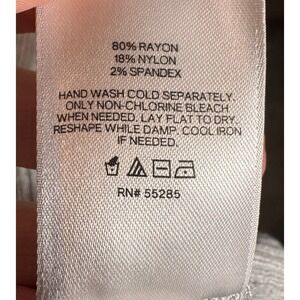 80% RAYON
18% NYLON
2% SPANDEX
HAND WASH COLD SEPARATELY.
ONLY NON-CHLORINE BLEACH
WHEN NEEDED. LAY FLAT TO DRY.
RESHAPE WHILE DAMP. COOL IRON
IF NEEDED.
RN# 55285